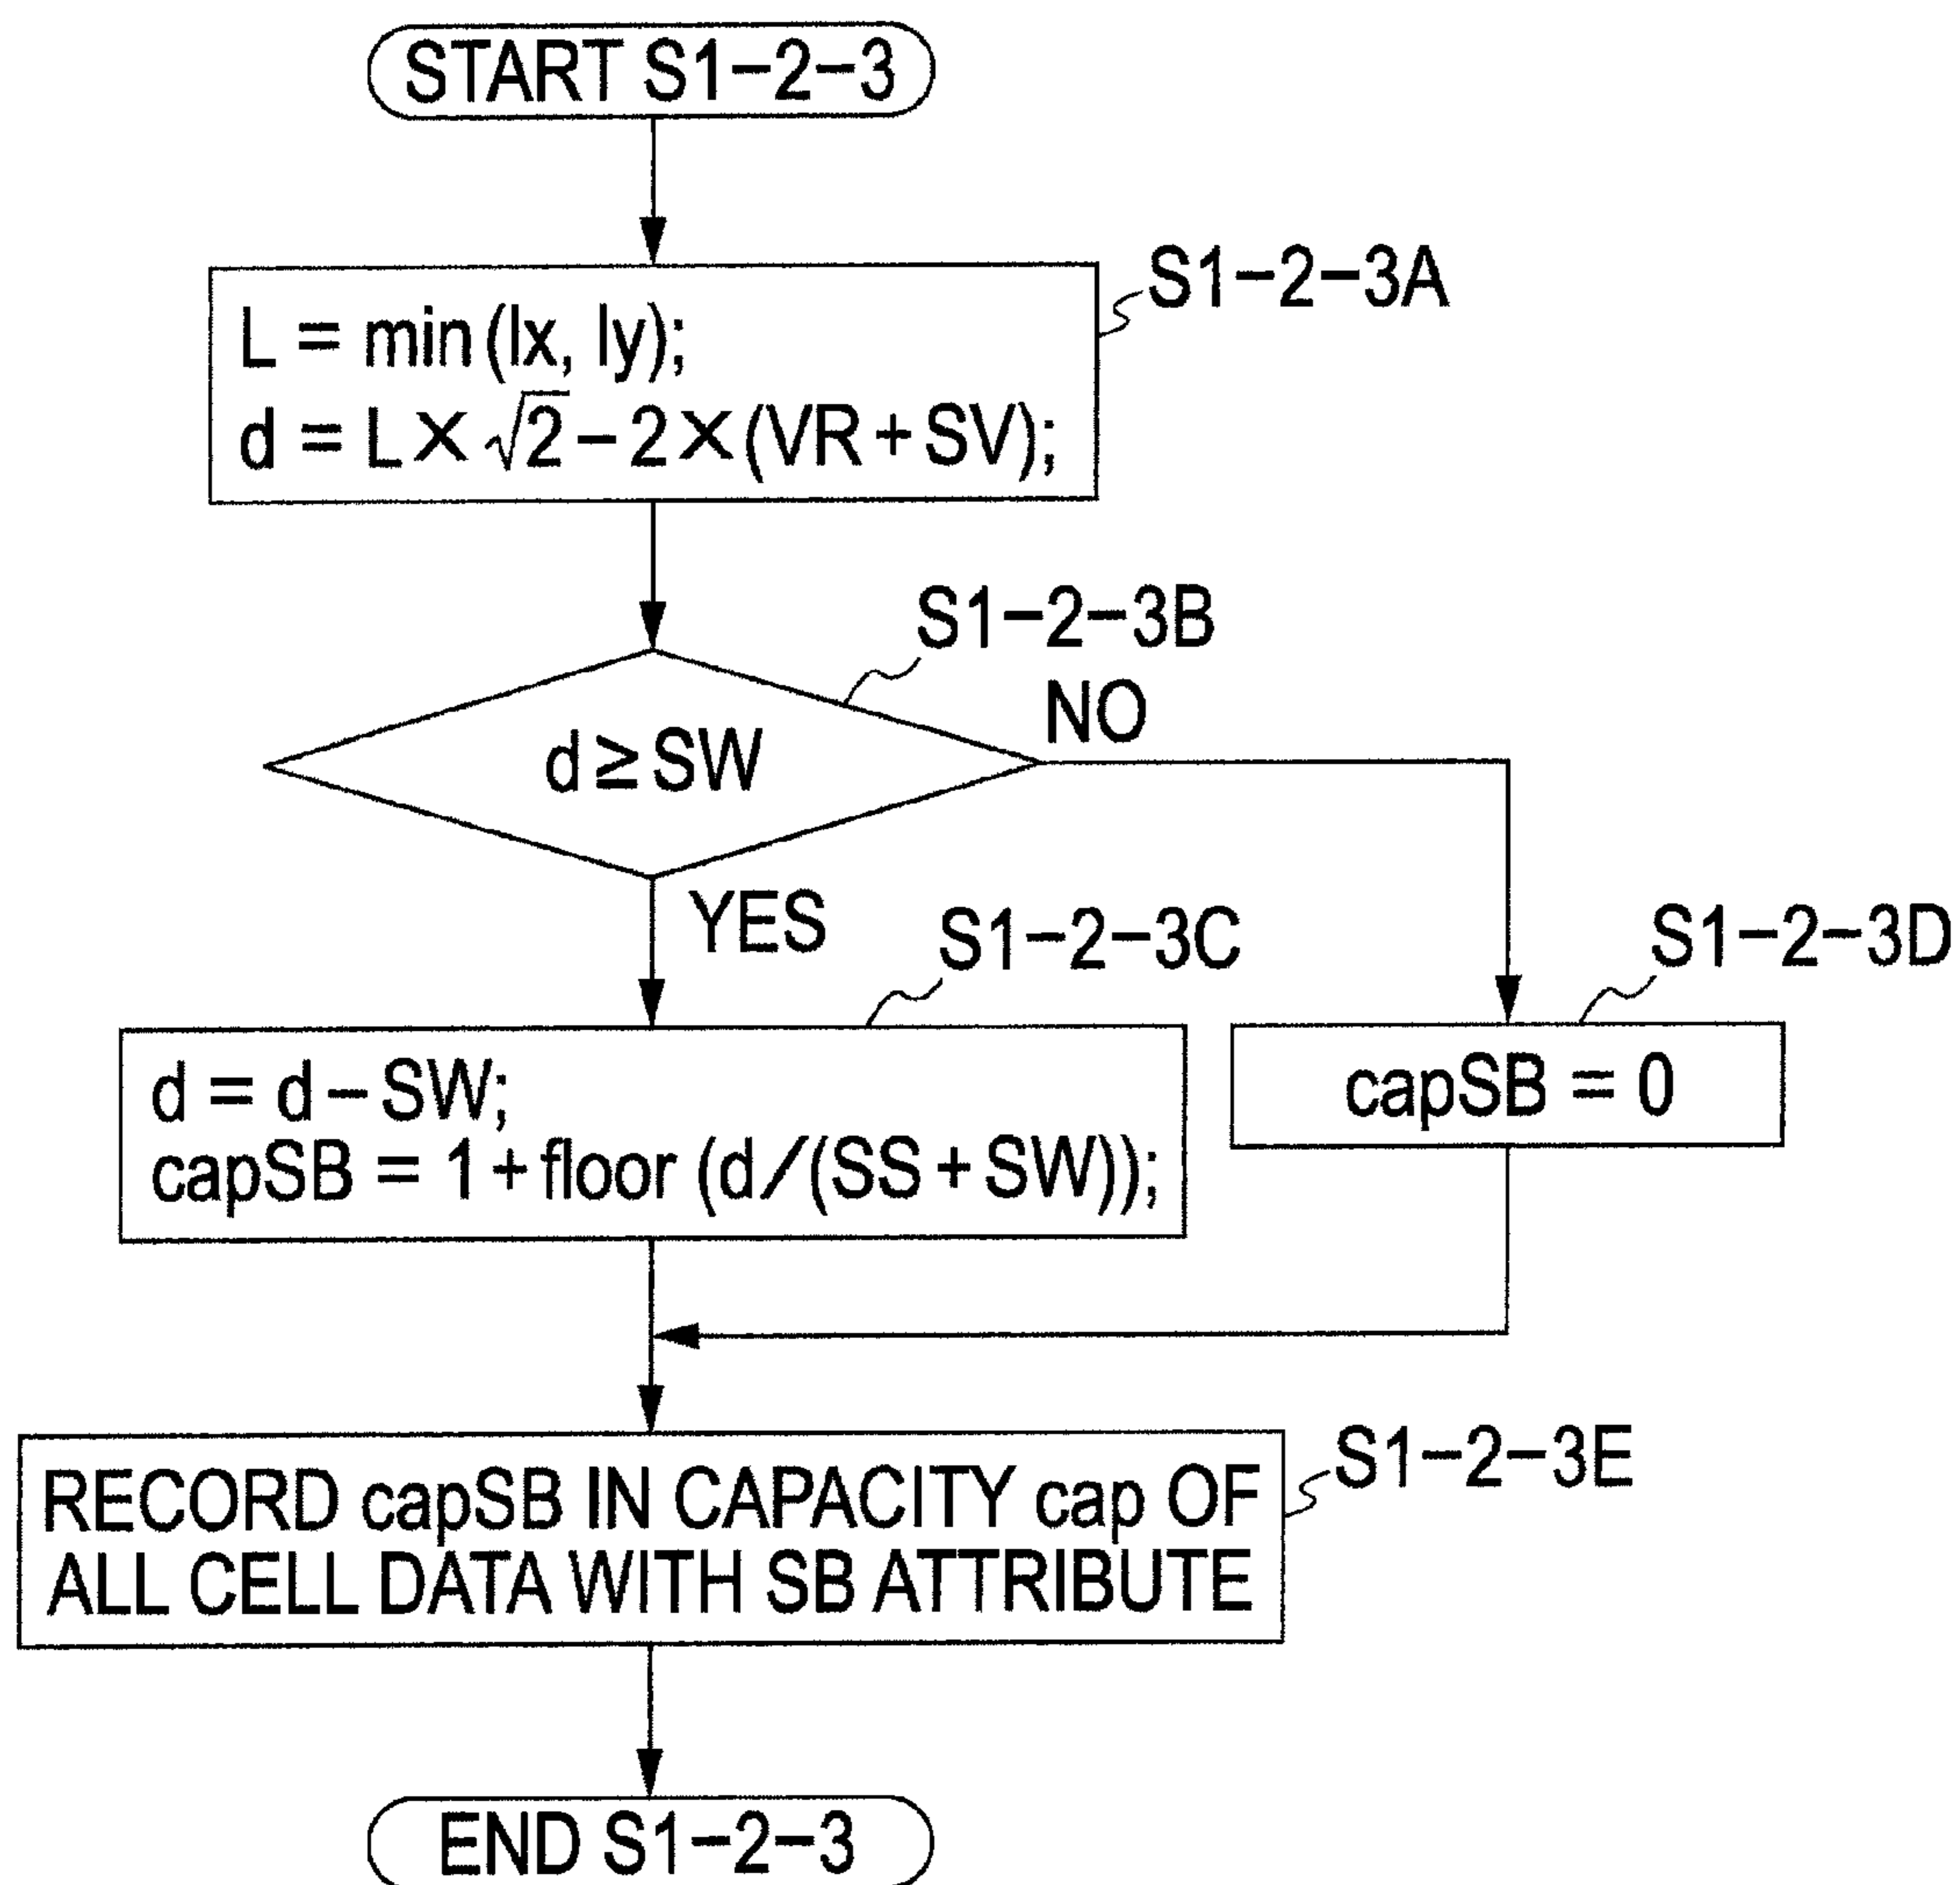 START S1-2-3
S1-2-3A
L = min (lx, ly);
d = L × √2 - 2 × (VR + SV);
S1-2-3B
d ≥ SW
NO
YES
S1-2-3C
d = d - SW;
capSB = 1 + floor (d/(SS + SW));
S1-2-3D
capSB = 0
S1-2-3E
RECORD capSB IN CAPACITY cap OF
ALL CELL DATA WITH SB ATTRIBUTE
END S1-2-3